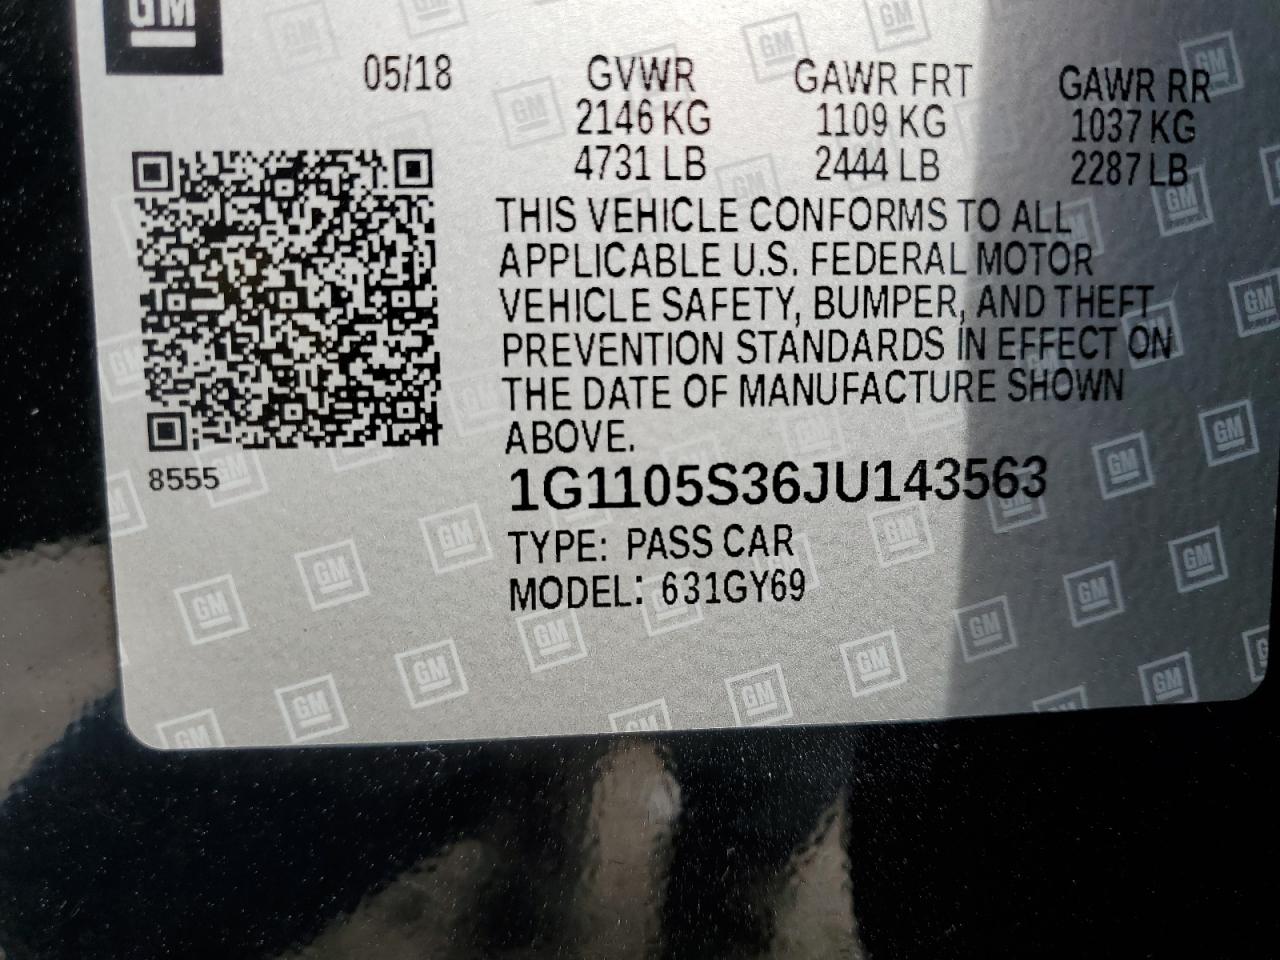 GM
05/18 GVWR GAWR FRT GAWR RR
2146 KG 1109 KG 1037 KG
4731 LB 2444 LB 2287 LB
THIS VEHICLE CONFORMS TO ALL
APPLICABLE U.S. FEDERAL MOTOR
VEHICLE SAFETY, BUMPER, AND THEFT
PREVENTION STANDARDS IN EFFECT ON
THE DATE OF MANUFACTURE SHOWN
ABOVE.
8555
1G1105S36JU143563
TYPE: PASS CAR
MODEL: 631GY69